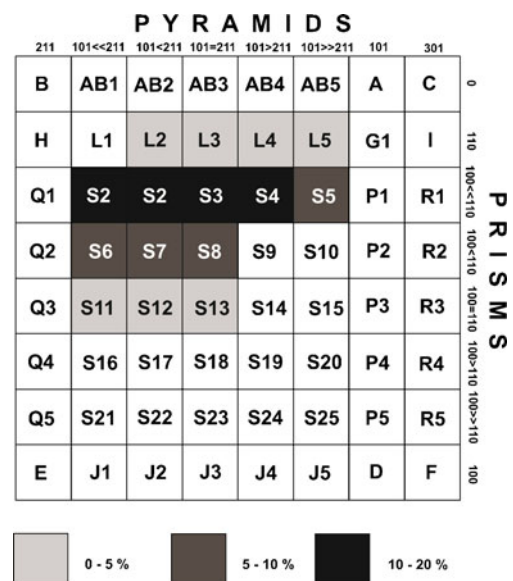 P Y R A M I D S
211 101<<211 101<211 101=211 101>211 101>>211 101 301
B AB1 AB2 AB3 AB4 AB5 A C 0
H L1 L2 L3 L4 L5 G1 I 110
Q1 S2 S2 S3 S4 S5 P1 R1 100<<110
Q2 S6 S7 S8 S9 S10 P2 R2 100<110
Q3 S11 S12 S13 S14 S15 P3 R3 100=110
Q4 S16 S17 S18 S19 S20 P4 R4 100>110
Q5 S21 S22 S23 S24 S25 P5 R5 100>>110
E J1 J2 J3 J4 J5 D F 100
P R I S M S
0 - 5 % 5 - 10 % 10 - 20 %